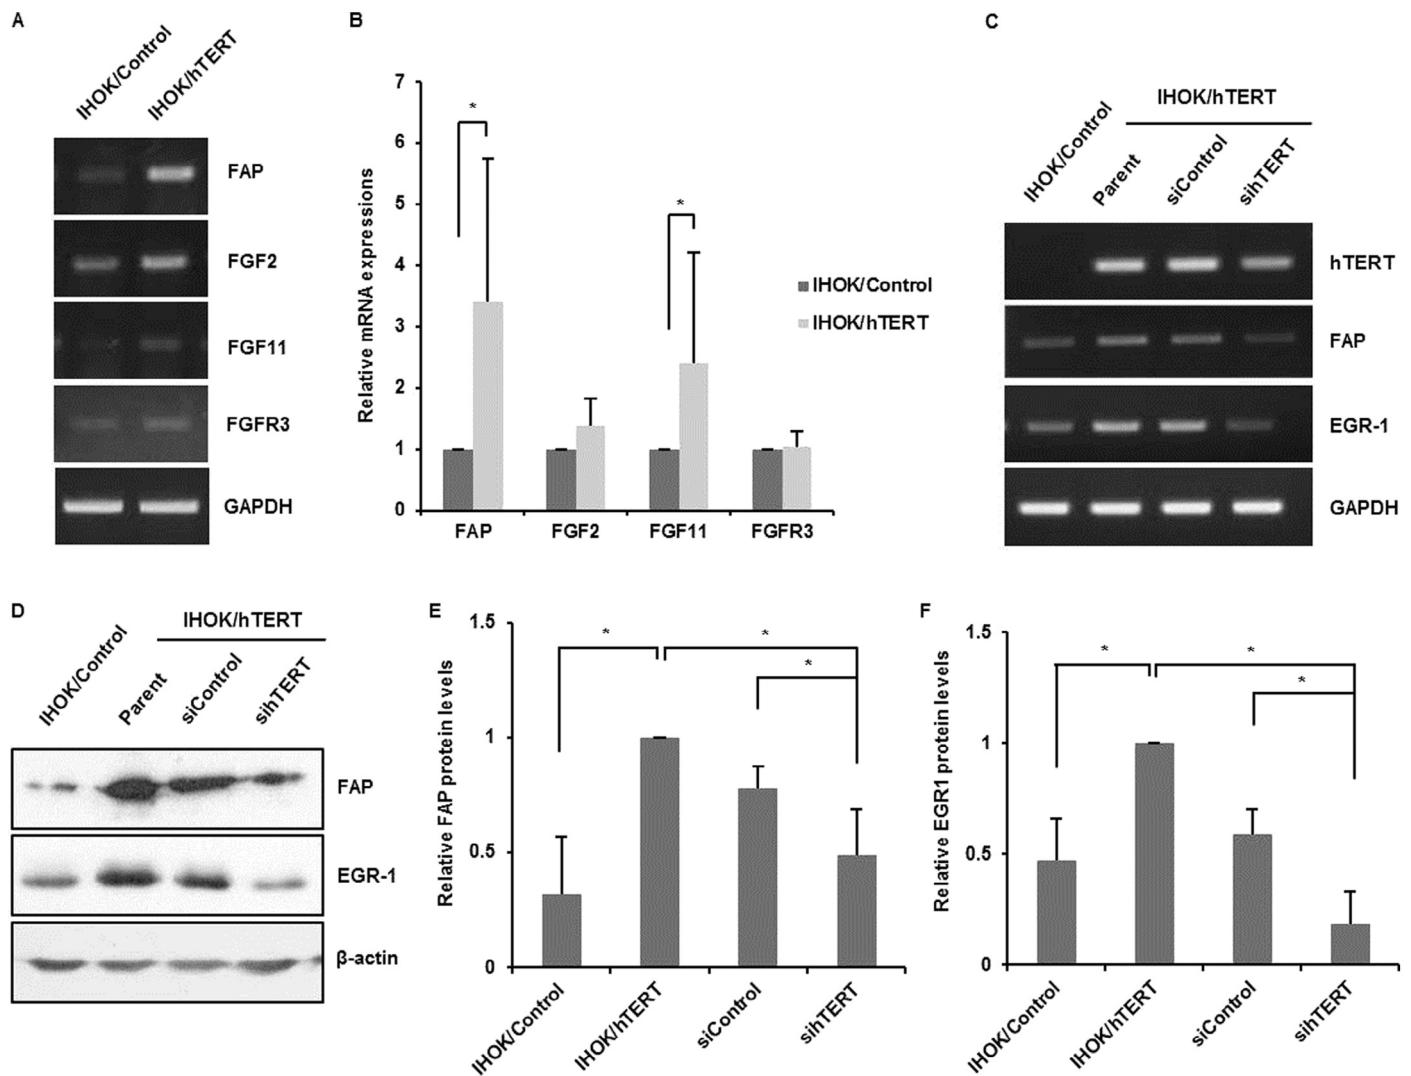 A
IHOK/Control
IHOK/hTERT
FAP
FGF2
FGF11
FGFR3
GAPDH
B
Relative mRNA expressions
7
6
5
4
3
2
1
0
*
*
FAP
FGF2
FGF11
FGFR3
IHOK/Control
IHOK/hTERT
C
IHOK/hTERT
IHOK/Control
Parent
siControl
sihTERT
hTERT
FAP
EGR-1
GAPDH
D
IHOK/hTERT
IHOK/Control
Parent
siControl
sihTERT
FAP
EGR-1
β-actin
E
Relative FAP protein levels
1.5
1
0.5
0
*
*
*
IHOK/Control
IHOK/hTERT
siControl
sihTERT
F
Relative EGR1 protein levels
1.5
1
0.5
0
*
*
*
IHOK/Control
IHOK/hTERT
siControl
sihTERT